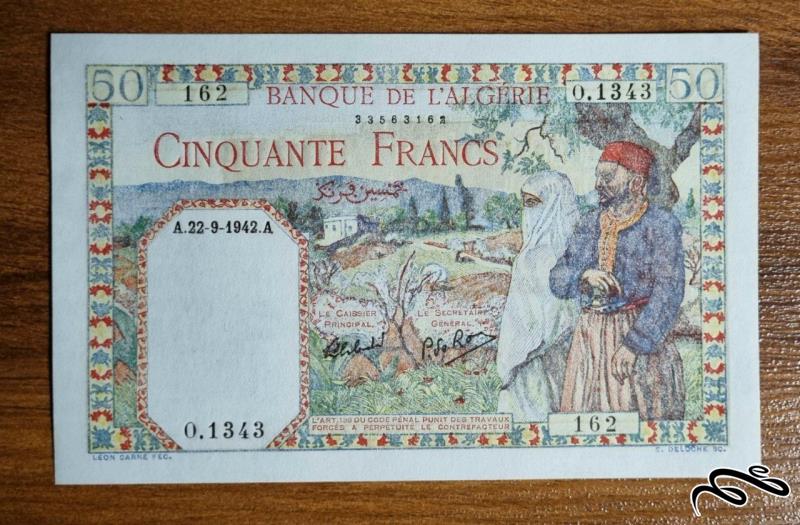 50 50
162 O.1343
BANQUE DE L'ALGÉRIE
33563162
CINQUANTE FRANCS
خمسين فرنك
A.22-9-1942.A
LE CAISSIER PRINCIPAL,
LE SECRÉTAIRE GÉNÉRAL,
O.1343 162
L'ART. 139 DU CODE PÉNAL PUNIT DES TRAVAUX
FORCÉS A PERPÉTUITÉ LE CONTREFACTEUR
LÉON CARRÉ FEC. C. DELOCHE SC.